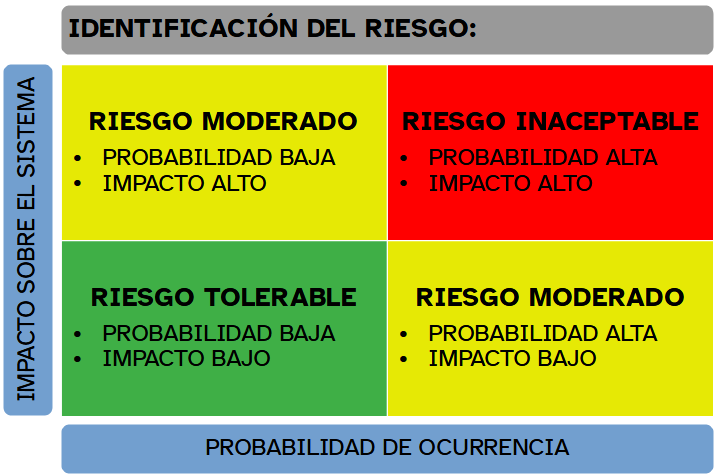 IDENTIFICACIÓN DEL RIESGO:
IMPACTO SOBRE EL SISTEMA
RIESGO MODERADO
• PROBABILIDAD BAJA
• IMPACTO ALTO
RIESGO INACEPTABLE
• PROBABILIDAD ALTA
• IMPACTO ALTO
RIESGO TOLERABLE
• PROBABILIDAD BAJA
• IMPACTO BAJO
RIESGO MODERADO
• PROBABILIDAD ALTA
• IMPACTO BAJO
PROBABILIDAD DE OCURRENCIA